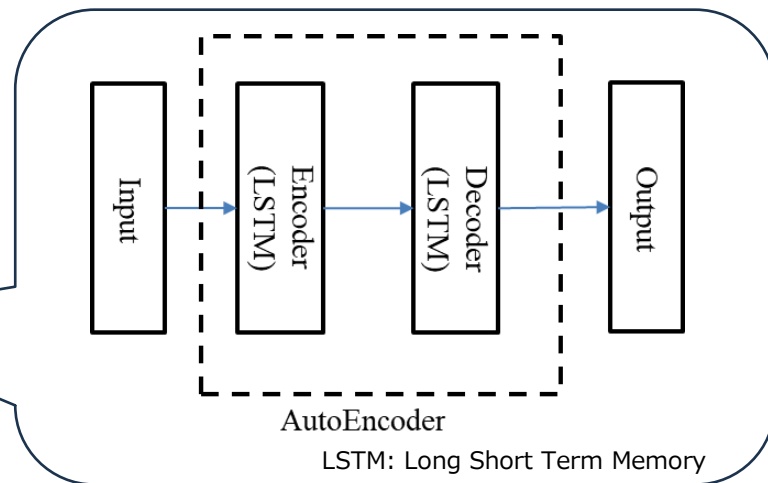 Input
Encoder
(LSTM)
Decoder
(LSTM)
Output
AutoEncoder
LSTM: Long Short Term Memory